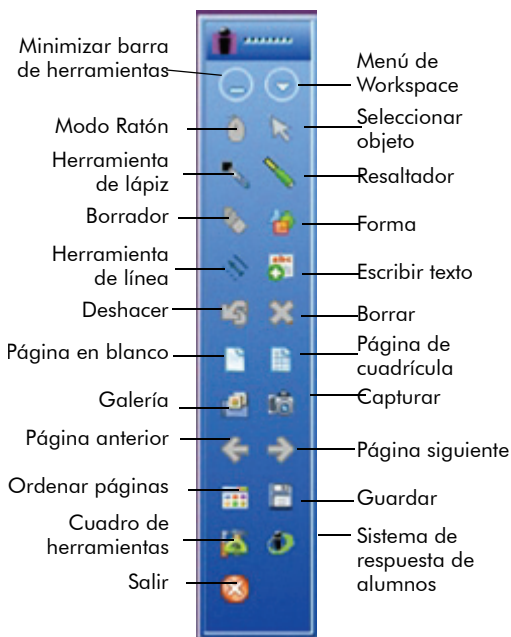 Minimizar barra
de herramientas
Menú de
Workspace
Modo Ratón
Seleccionar
objeto
Herramienta
de lápiz
Resaltador
Borrador
Forma
Herramienta
de línea
abc
Escribir texto
Deshacer
Borrar
Página en blanco
Página de
cuadrícula
Galería
Capturar
Página anterior
Página siguiente
Ordenar páginas
Guardar
Cuadro de
herramientas
Sistema de
respuesta de
alumnos
Salir